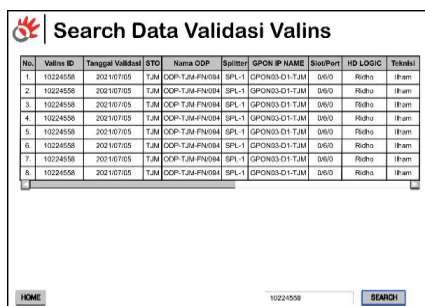 Search Data Validasi Valins
No. Valins ID Tanggal Validasi STO Nama ODP Splitter GPON IP NAME Slot/Port HD LOGIC Teknisi
1. 10224558 2021/07/05 TJM ODP-TJM-FN/094 SPL-1 GPON03-D1-TJM 0/6/0 Ridho Ilham
2. 10224558 2021/07/05 TJM ODP-TJM-FN/094 SPL-1 GPON03-D1-TJM 0/6/0 Ridho Ilham
3. 10224558 2021/07/05 TJM ODP-TJM-FN/094 SPL-1 GPON03-D1-TJM 0/6/0 Ridho Ilham
4. 10224558 2021/07/05 TJM ODP-TJM-FN/094 SPL-1 GPON03-D1-TJM 0/6/0 Ridho Ilham
5. 10224558 2021/07/05 TJM ODP-TJM-FN/094 SPL-1 GPON03-D1-TJM 0/6/0 Ridho Ilham
6. 10224558 2021/07/05 TJM ODP-TJM-FN/094 SPL-1 GPON03-D1-TJM 0/6/0 Ridho Ilham
7. 10224558 2021/07/05 TJM ODP-TJM-FN/094 SPL-1 GPON03-D1-TJM 0/6/0 Ridho Ilham
8. 10224558 2021/07/05 TJM ODP-TJM-FN/094 SPL-1 GPON03-D1-TJM 0/6/0 Ridho Ilham
HOME 10224558 SEARCH